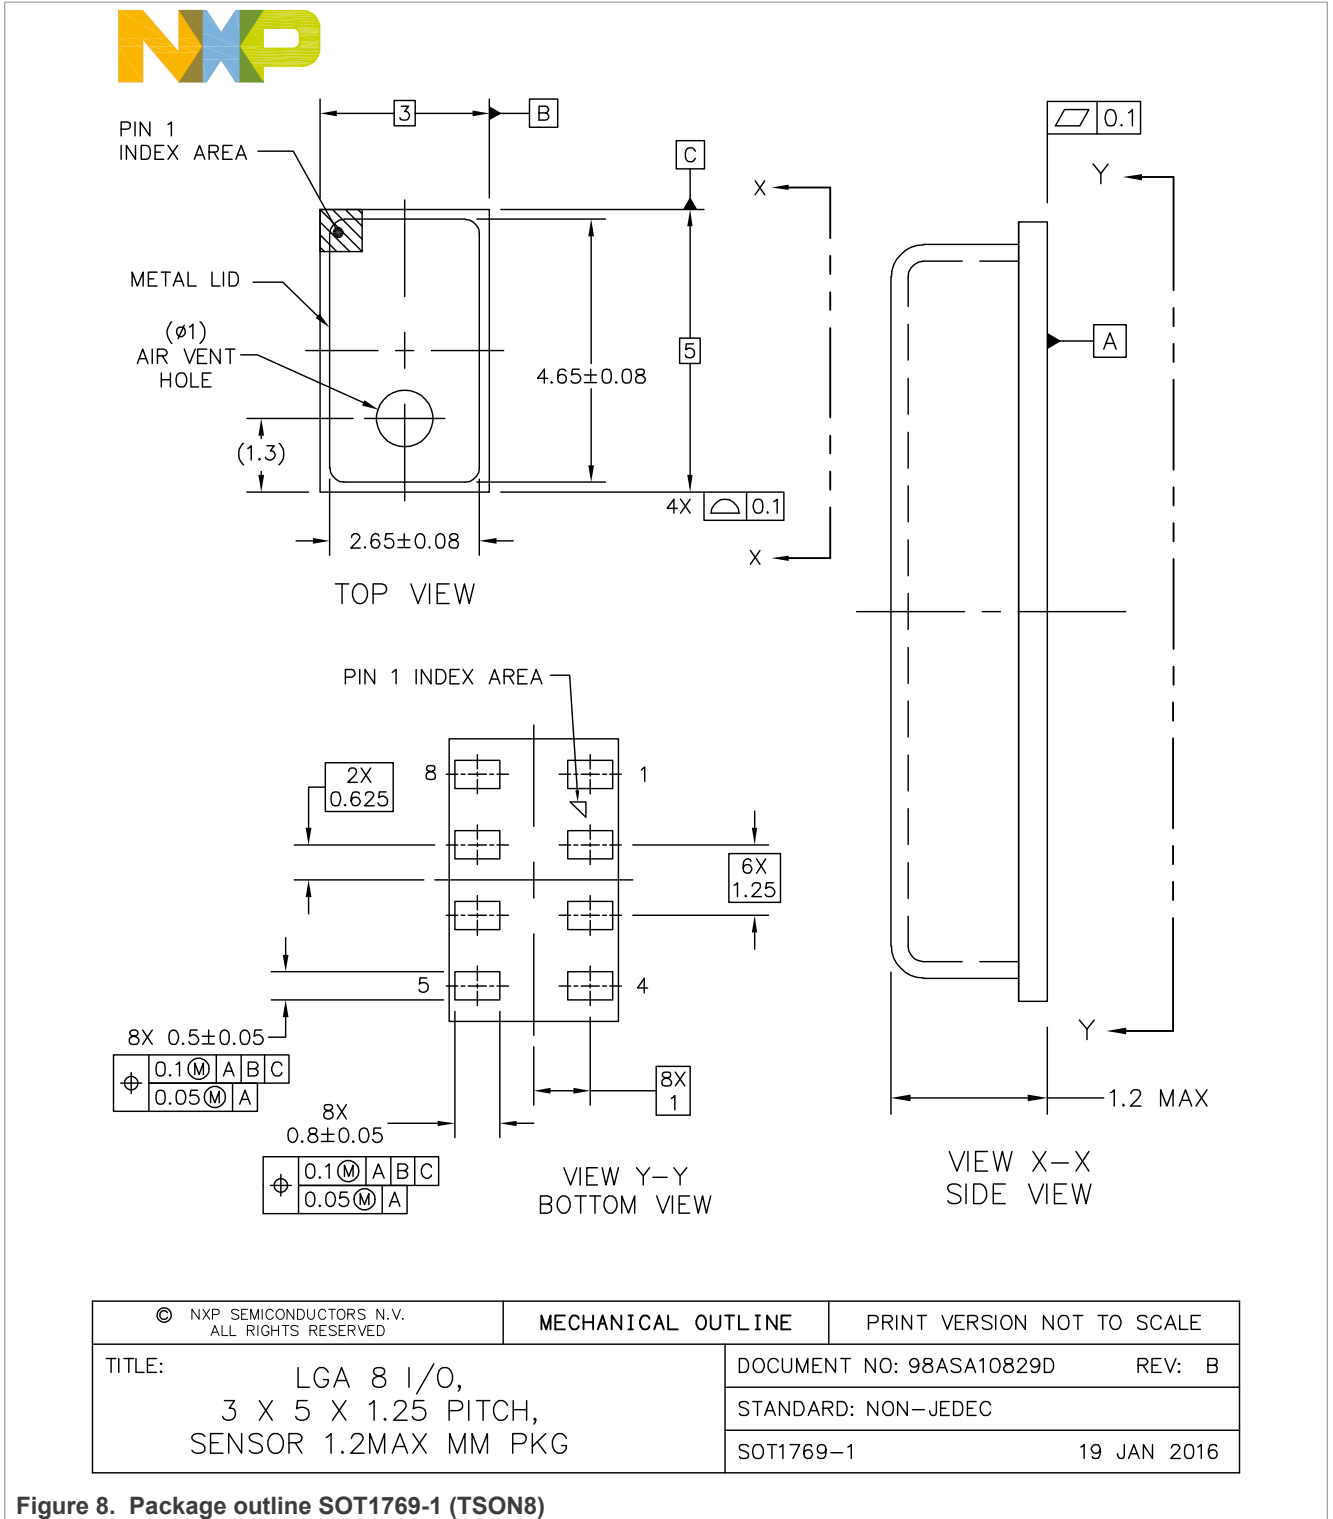 NXP
3
B
PIN 1
INDEX AREA
C
0.1
X
Y
METAL LID
(ø1)
AIR VENT
HOLE
5
A
4.65±0.08
(1.3)
4X 0.1
2.65±0.08
X
TOP VIEW
PIN 1 INDEX AREA
8
1
2X
0.625
6X
1.25
5
4
Y
8X 0.5±0.05
⌖ 0.1Ⓜ A B C
0.05Ⓜ A
8X
1
1.2 MAX
8X
0.8±0.05
⌖ 0.1Ⓜ A B C
0.05Ⓜ A
VIEW Y-Y
BOTTOM VIEW
VIEW X-X
SIDE VIEW
© NXP SEMICONDUCTORS N.V.
ALL RIGHTS RESERVED
MECHANICAL OUTLINE
PRINT VERSION NOT TO SCALE
TITLE:
LGA 8 I/O,
3 X 5 X 1.25 PITCH,
SENSOR 1.2MAX MM PKG
DOCUMENT NO: 98ASA10829D REV: B
STANDARD: NON-JEDEC
SOT1769-1 19 JAN 2016
Figure 8. Package outline SOT1769-1 (TSON8)